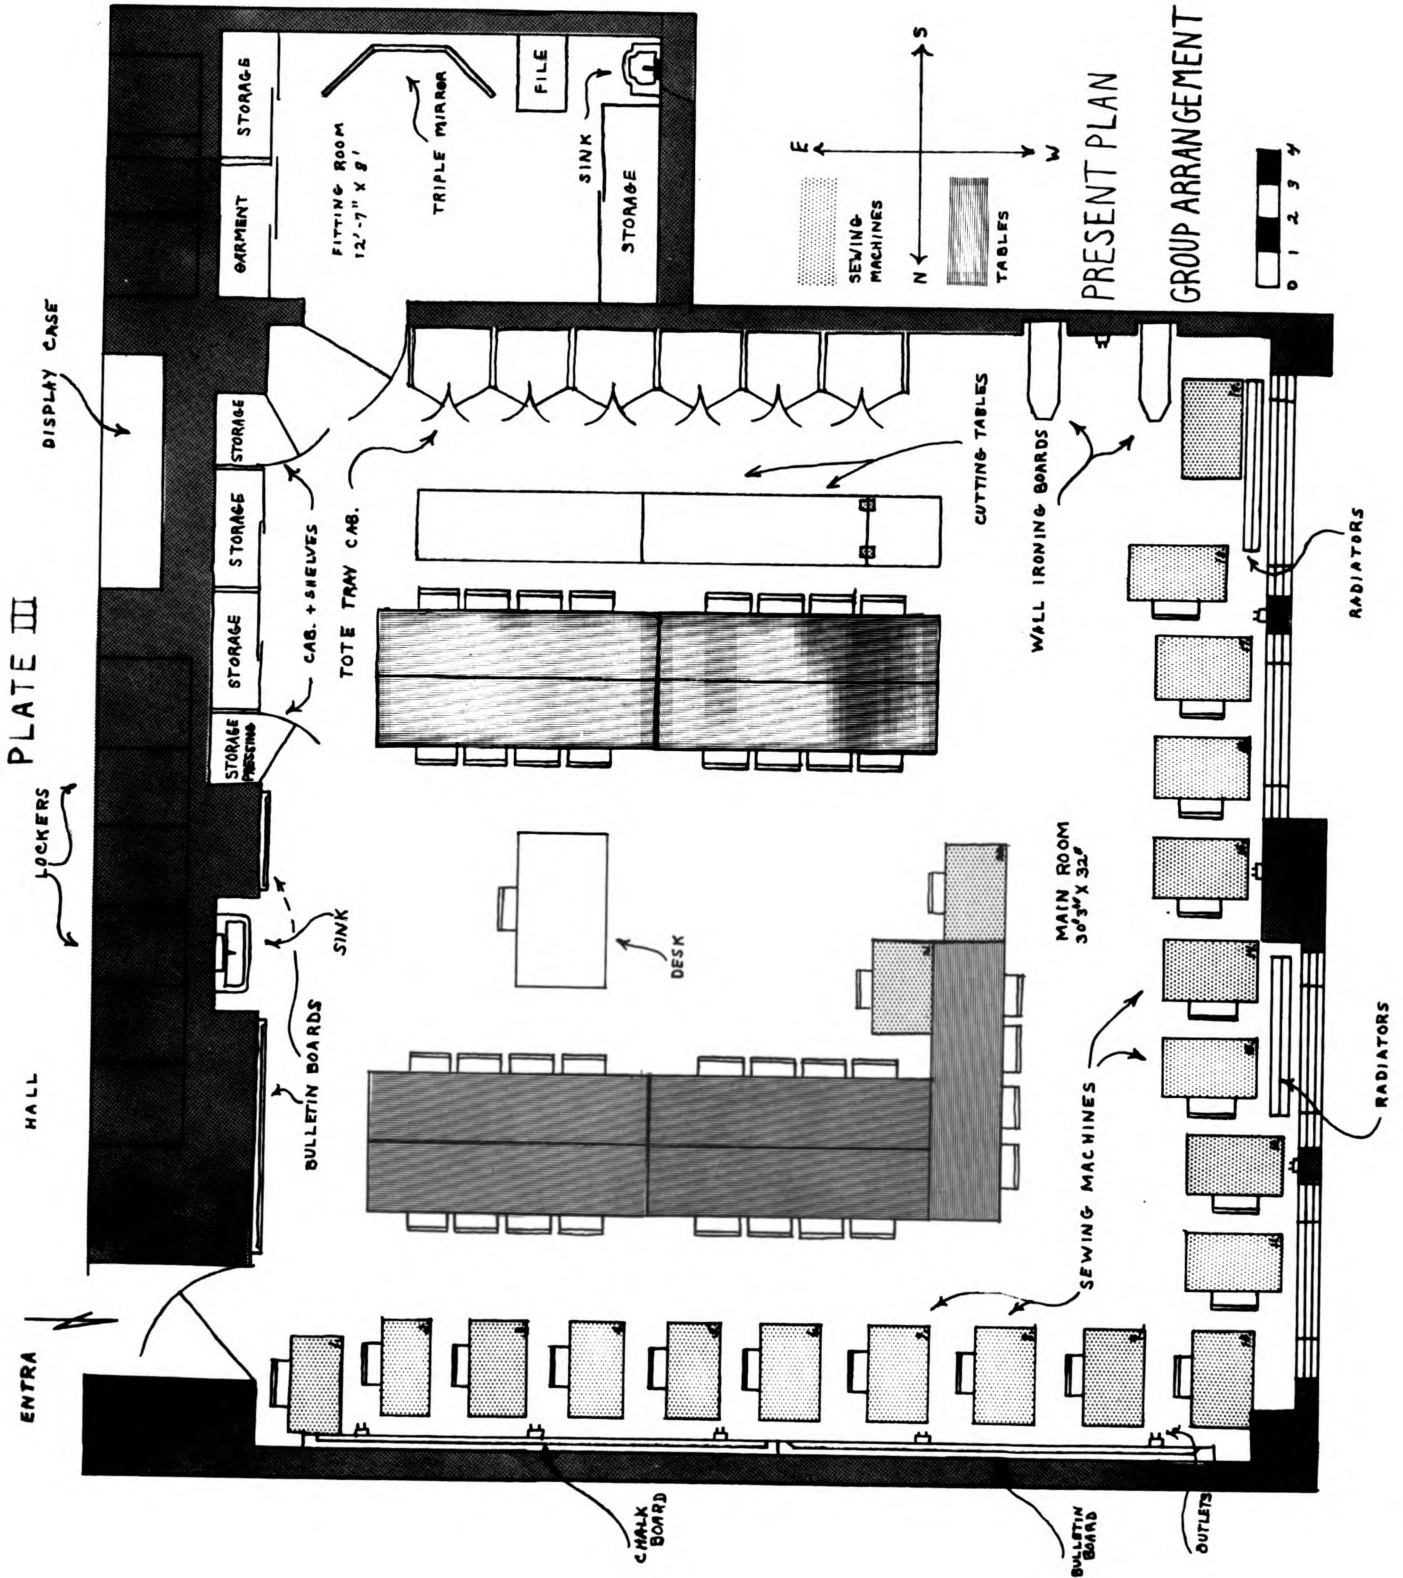 PLATE III
HALL
LOCKERS
DISPLAY CASE
ENTRA
BULLETIN BOARDS
SINK
STORAGE
PRESSING
STORAGE
STORAGE
STORAGE
CAB. + SHELVES
TOTE TRAY CAB.
GARMENT
STORAGE
FITTING ROOM
12'-7" X 8'
TRIPLE MIRROR
FILE
SINK
STORAGE
DESK
CUTTING TABLES
WALL IRONING BOARDS
MAIN ROOM
30'3" X 32'
SEWING MACHINES
RADIATORS
RADIATORS
CHALK
BOARD
BULLETIN
BOARD
OUTLETS
SEWING
MACHINES
TABLES
E
N
S
W
PRESENT PLAN
GROUP ARRANGEMENT
0 1 2 3 4